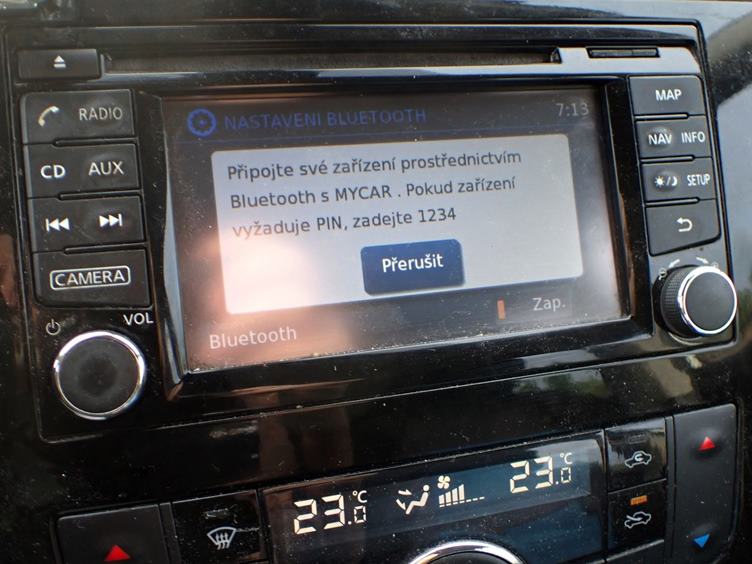 RADIO
CD AUX
CAMERA
VOL
NASTAVENI BLUETOOTH 7:13
Připojte své zařízení prostřednictvím
Bluetooth s MYCAR . Pokud zařízení
vyžaduje PIN, zadejte 1234
Přerušit
Bluetooth Zap.
MAP
NAV INFO
SETUP
23.0 °C
23.0 °C